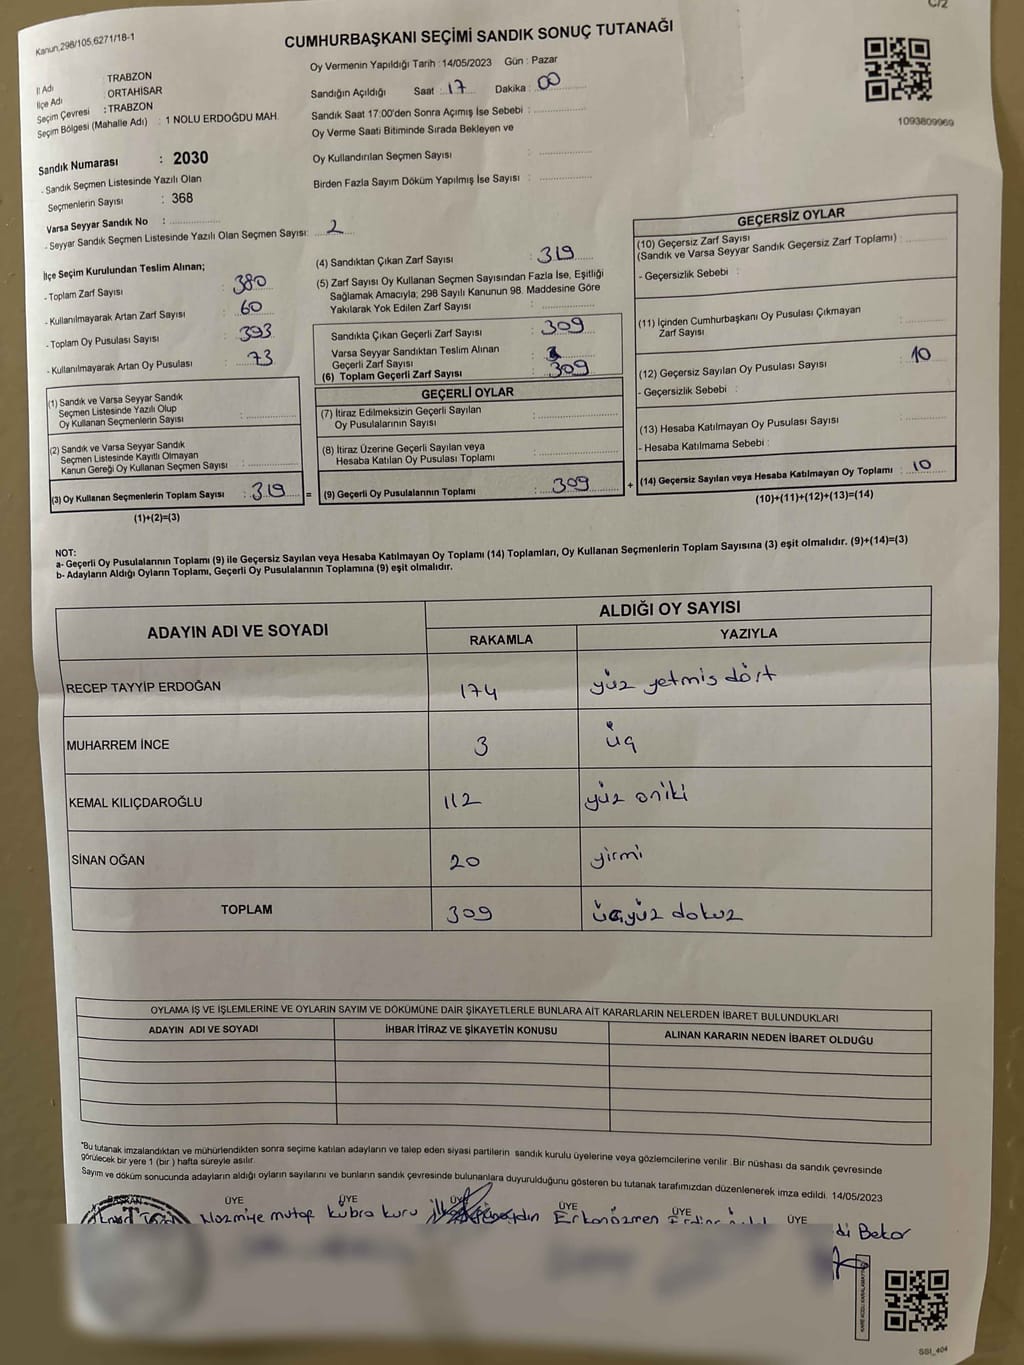 C/2
Kanun,298/105,6271/18-1
CUMHURBAŞKANI SEÇİMİ SANDIK SONUÇ TUTANAĞI
İl Adı TRABZON
İlçe Adı : ORTAHİSAR
Seçim Çevresi : TRABZON
Seçim Bölgesi (Mahalle Adı) : 1 NOLU ERDOĞDU MAH.
Sandık Numarası : 2030
- Sandık Seçmen Listesinde Yazılı Olan
Seçmenlerin Sayısı : 368
Varsa Seyyar Sandık No :
- Seyyar Sandık Seçmen Listesinde Yazılı Olan Seçmen Sayısı: 2
Oy Vermenin Yapıldığı Tarih : 14/05/2023 Gün : Pazar
Sandığın Açıldığı Saat : 17 Dakika : 00
Sandık Saat 17:00'den Sonra Açımış İse Sebebi :
Oy Verme Saati Bitiminde Sırada Bekleyen ve
Oy Kullandırılan Seçmen Sayısı :
Birden Fazla Sayım Döküm Yapılmış İse Sayısı :
1093809969
İlçe Seçim Kurulundan Teslim Alınan;
- Toplam Zarf Sayısı : 380
- Kullanılmayarak Artan Zarf Sayısı : 60
- Toplam Oy Pusulası Sayısı : 393
- Kullanılmayarak Artan Oy Pusulası : 73
(1) Sandık ve Varsa Seyyar Sandık
Seçmen Listesinde Yazılı Olup
Oy Kullanan Seçmenlerin Sayısı :
(2) Sandık ve Varsa Seyyar Sandık
Seçmen Listesinde Kayıtlı Olmayan
Kanun Gereği Oy Kullanan Seçmen Sayısı :
(3) Oy Kullanan Seçmenlerin Toplam Sayısı : 319 =
(1)+(2)=(3)
(4) Sandıktan Çıkan Zarf Sayısı : 319
(5) Zarf Sayısı Oy Kullanan Seçmen Sayısından Fazla İse, Eşitliği
Sağlamak Amacıyla; 298 Sayılı Kanunun 98. Maddesine Göre
Yakılarak Yok Edilen Zarf Sayısı :
Sandıkta Çıkan Geçerli Zarf Sayısı : 309
Varsa Seyyar Sandıktan Teslim Alınan
Geçerli Zarf Sayısı :
(6) Toplam Geçerli Zarf Sayısı : 309
GEÇERLİ OYLAR
(7) İtiraz Edilmeksizin Geçerli Sayılan
Oy Pusulalarının Sayısı :
(8) İtiraz Üzerine Geçerli Sayılan veya
Hesaba Katılan Oy Pusulası Toplamı :
(9) Geçerli Oy Pusulalarının Toplamı : 309 +
GEÇERSİZ OYLAR
(10) Geçersiz Zarf Sayısı
(Sandık ve Varsa Seyyar Sandık Geçersiz Zarf Toplamı) :
- Geçersizlik Sebebi :
(11) İçinden Cumhurbaşkanı Oy Pusulası Çıkmayan
Zarf Sayısı :
(12) Geçersiz Sayılan Oy Pusulası Sayısı : 10
- Geçersizlik Sebebi :
(13) Hesaba Katılmayan Oy Pusulası Sayısı :
- Hesaba Katılmama Sebebi :
(14) Geçersiz Sayılan veya Hesaba Katılmayan Oy Toplamı : 10
(10)+(11)+(12)+(13)=(14)
NOT:
a- Geçerli Oy Pusulalarının Toplamı (9) ile Geçersiz Sayılan veya Hesaba Katılmayan Oy Toplamı (14) Toplamları, Oy Kullanan Seçmenlerin Toplam Sayısına (3) eşit olmalıdır. (9)+(14)=(3)
b- Adayların Aldığı Oyların Toplamı, Geçerli Oy Pusulalarının Toplamına (9) eşit olmalıdır.
ADAYIN ADI VE SOYADI ALDIĞI OY SAYISI
RAKAMLA YAZIYLA
RECEP TAYYİP ERDOĞAN 174 yüz yetmiş dört
MUHARREM İNCE 3 üç
KEMAL KILIÇDAROĞLU 112 yüz oniki
SİNAN OĞAN 20 yirmi
TOPLAM 309 üçyüz dokuz
OYLAMA İŞ VE İŞLEMLERİNE VE OYLARIN SAYIM VE DÖKÜMÜNE DAİR ŞİKAYETLERLE BUNLARA AİT KARARLARIN NELERDEN İBARET BULUNDUKLARI
ADAYIN ADI VE SOYADI İHBAR İTİRAZ VE ŞİKAYETİN KONUSU ALINAN KARARIN NEDEN İBARET OLDUĞU
*Bu tutanak imzalandıktan ve mühürlendikten sonra seçime katılan adayların ve talep eden siyasi partilerin sandık kurulu üyelerine veya gözlemcilerine verilir .Bir nüshası da sandık çevresinde
görülecek bir yere 1 (bir ) hafta süreyle asılır.
Sayım ve döküm sonucunda adayların aldığı oyların sayılarını ve bunların sandık çevresinde bulunanlara duyurulduğunu gösteren bu tutanak tarafımızdan düzenlenerek imza edildi. 14/05/2023
BAŞKAN ÜYE ÜYE ÜYE ÜYE ÜYE ÜYE
Nazmiye mutaf Kübra kuru Erkanözmen Bekar
SSI_404